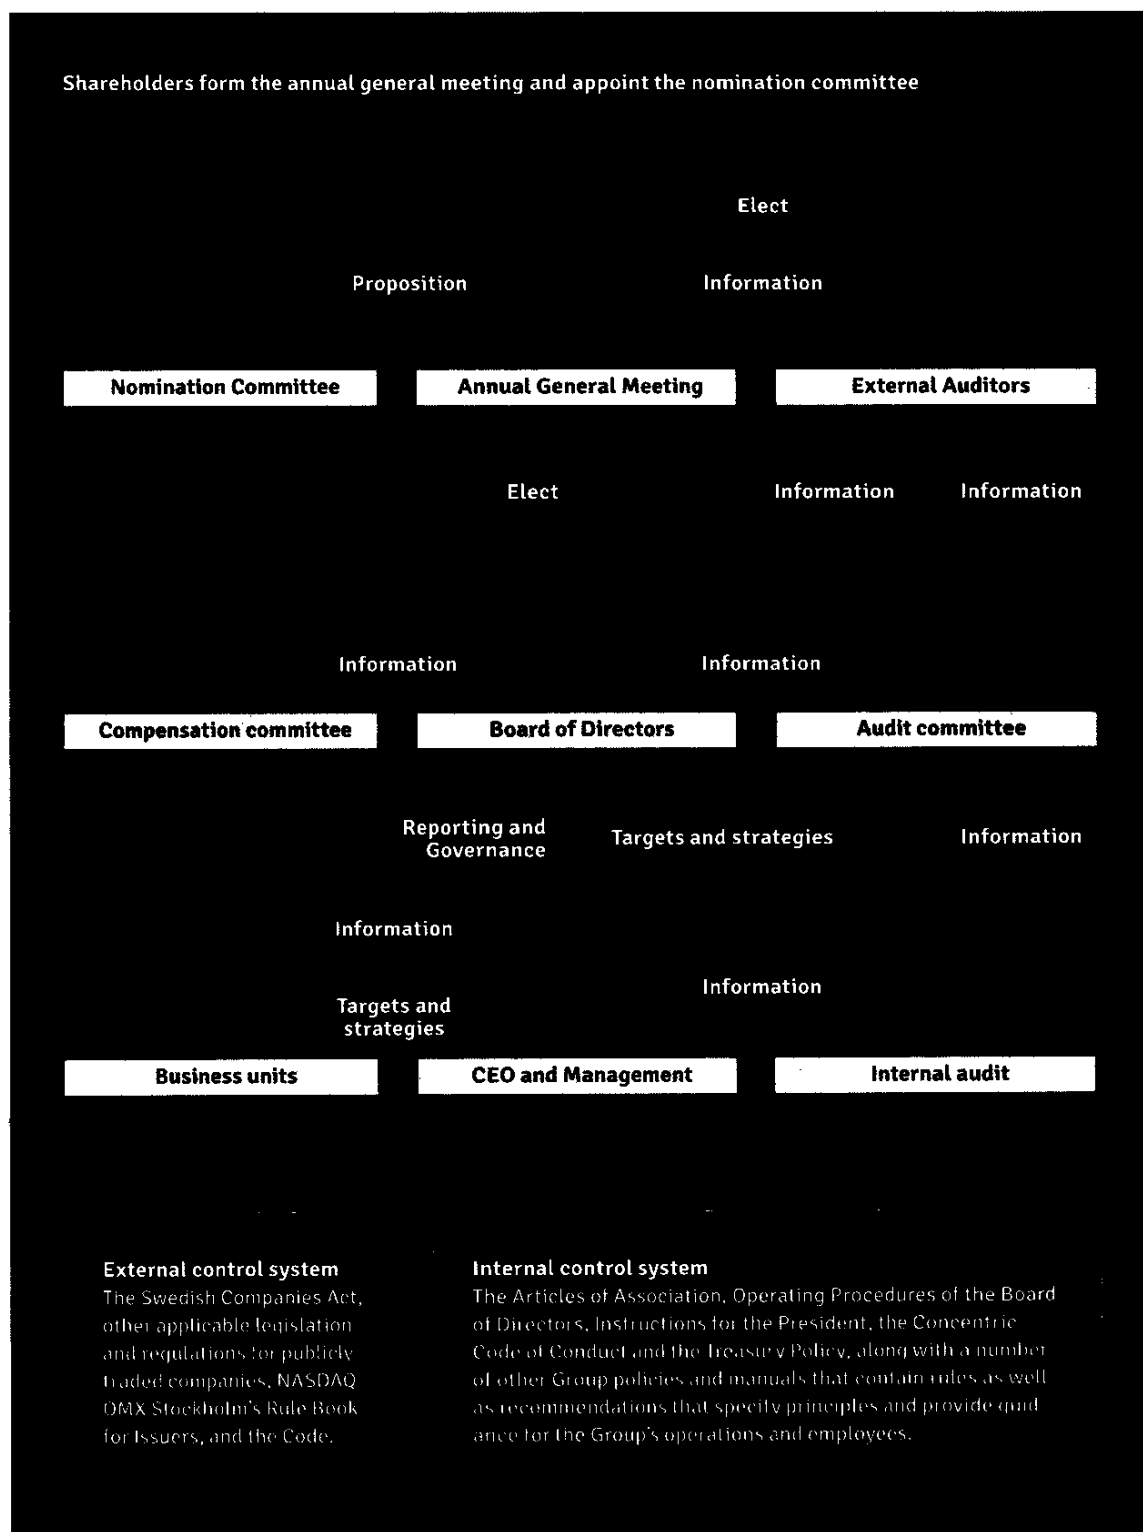 Shareholders form the annual general meeting and appoint the nomination committee
Elect
Proposition
Information
Nomination Committee
Annual General Meeting
External Auditors
Elect
Information
Information
Information
Information
Compensation committee
Board of Directors
Audit committee
Reporting and
Governance
Targets and strategies
Information
Information
Information
Targets and
strategies
Business units
CEO and Management
Internal audit
External control system
The Swedish Companies Act,
other applicable legislation
and regulations for publicly
traded companies, NASDAQ
OMX Stockholm's Rule Book
for Issuers, and the Code.
Internal control system
The Articles of Association, Operating Procedures of the Board
of Directors, Instructions for the President, the Concentric
Code of Conduct and the Treasury Policy, along with a number
of other Group policies and manuals that contain rules as well
as recommendations that specify principles and provide guid
ance for the Group's operations and employees.